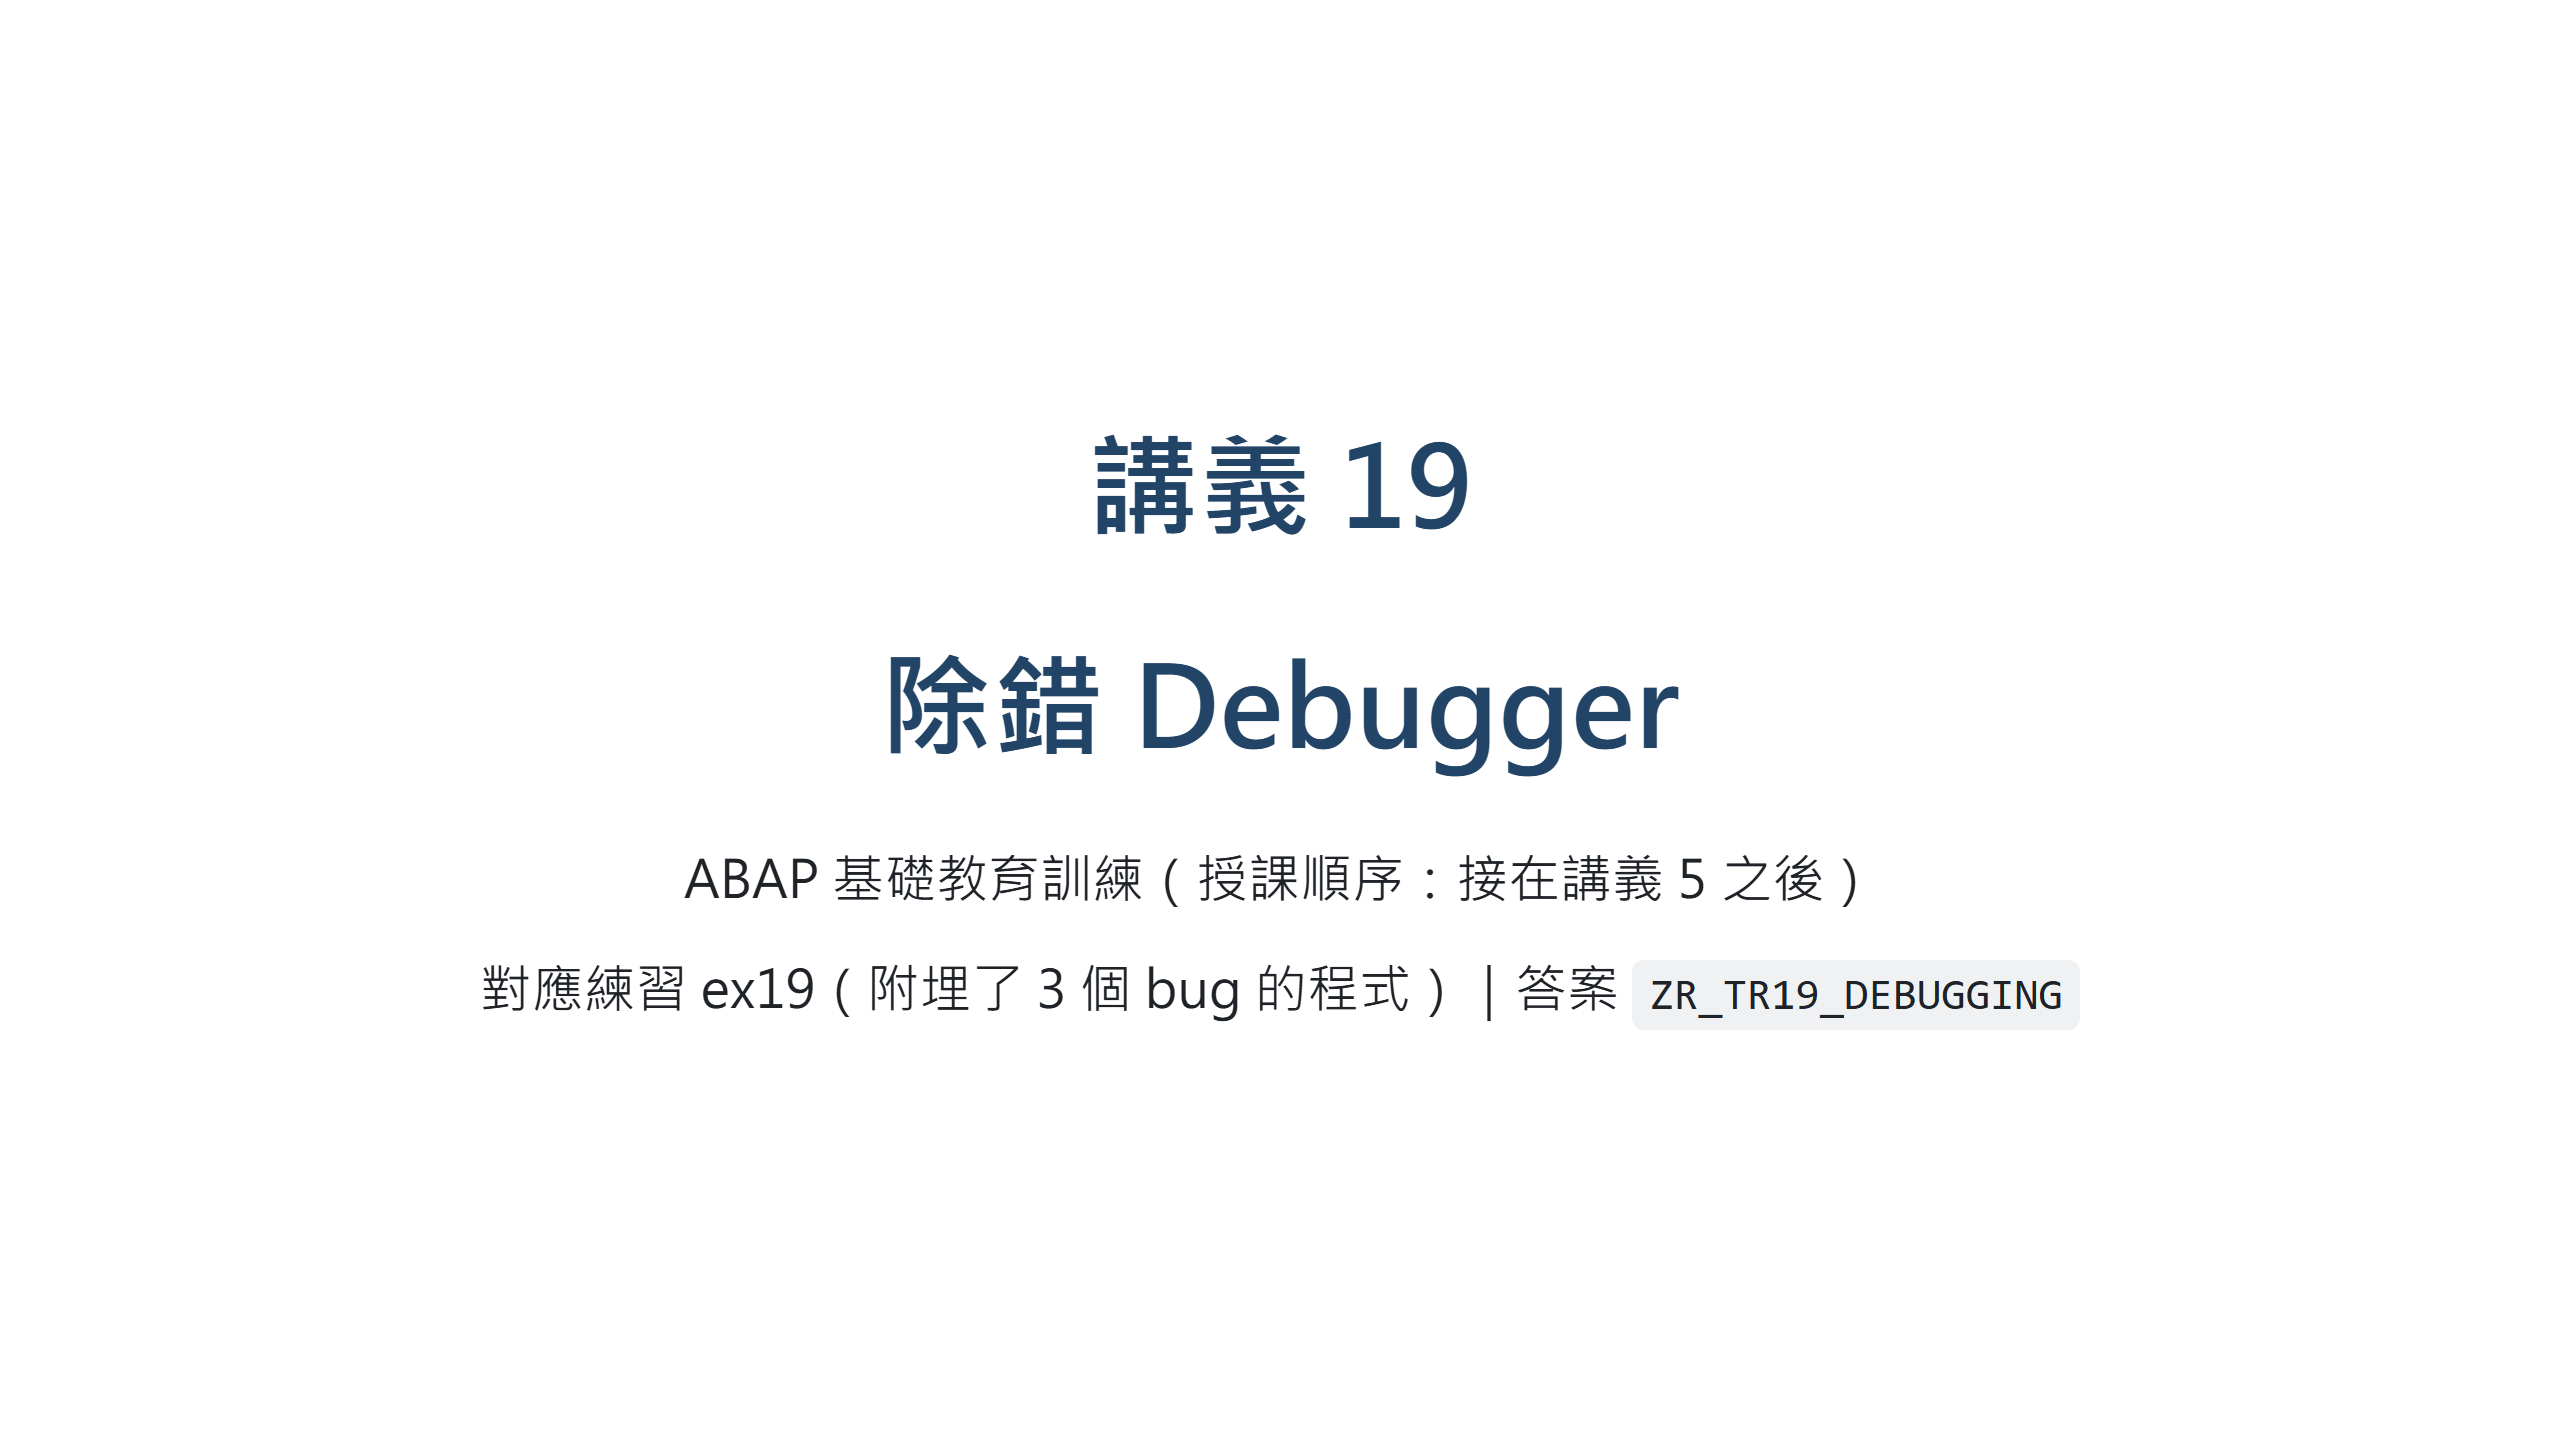 講義 19
除錯 Debugger
ABAP 基礎教育訓練（授課順序：接在講義 5 之後）
對應練習 ex19（附埋了 3 個 bug 的程式）｜答案 ZR_TR19_DEBUGGING